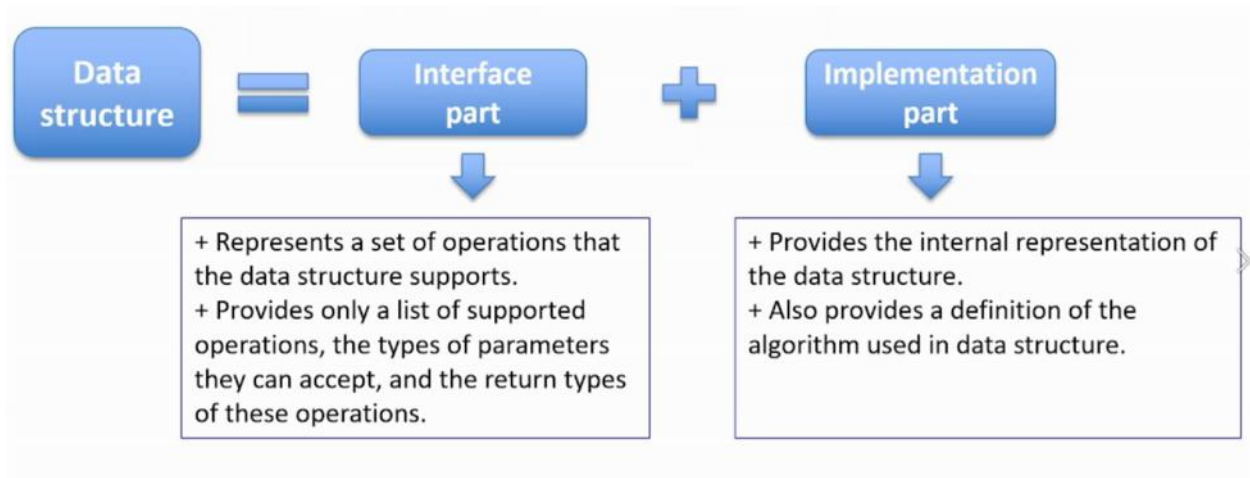 Data
structure
Interface
part
Implementation
part
+ Represents a set of operations that
the data structure supports.
+ Provides only a list of supported
operations, the types of parameters
they can accept, and the return types
of these operations.
+ Provides the internal representation of
the data structure.
+ Also provides a definition of the
algorithm used in data structure.